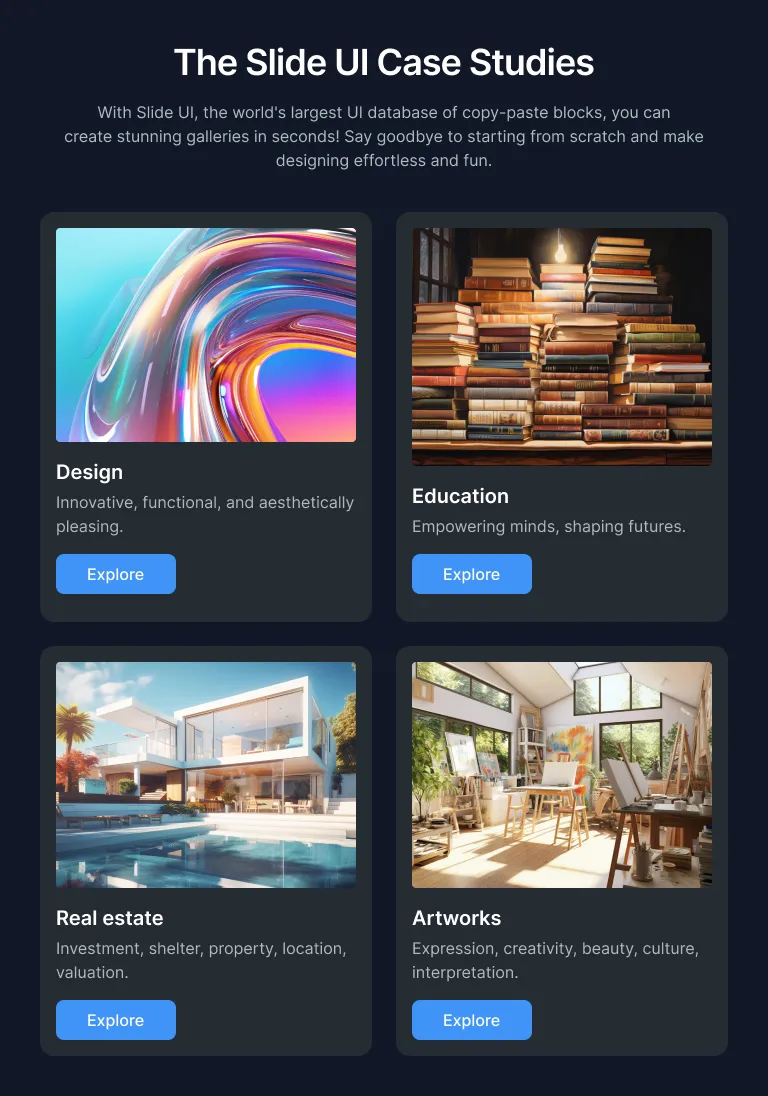 The Slide UI Case Studies
With Slide UI, the world's largest UI database of copy-paste blocks, you can
create stunning galleries in seconds! Say goodbye to starting from scratch and make
designing effortless and fun.
Design
Innovative, functional, and aesthetically
pleasing.
Explore
Education
Empowering minds, shaping futures.
Explore
Real estate
Investment, shelter, property, location,
valuation.
Explore
Artworks
Expression, creativity, beauty, culture,
interpretation.
Explore